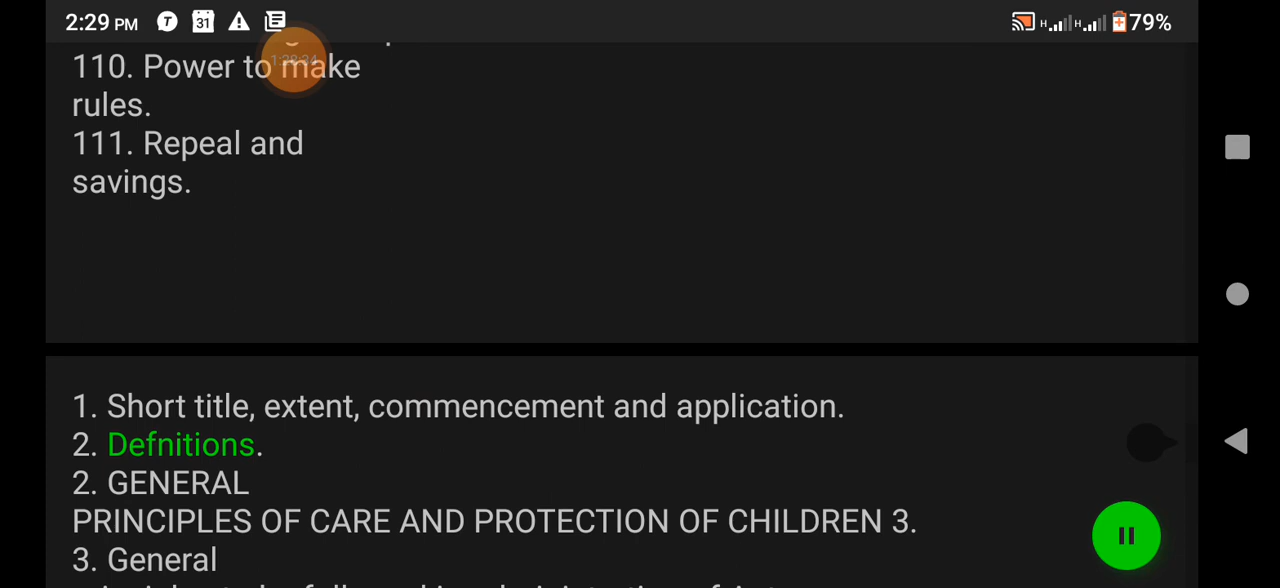 2:29 PM
31
79%
110. Power to make
rules.
111. Repeal and
savings.
1. Short title, extent, commencement and application.
2. Defnitions.
2. GENERAL
PRINCIPLES OF CARE AND PROTECTION OF CHILDREN 3.
3. General